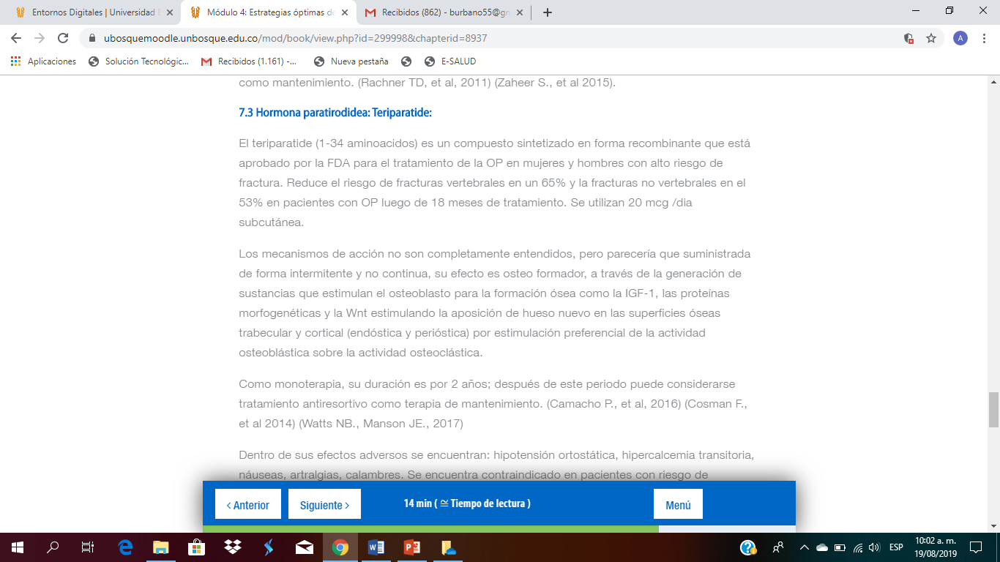 Entornos Digitales | Universidad E
Módulo 4: Estrategias óptimas de
Recibidos (862) - burbano55@gm
ubosquemoodle.unbosque.edu.co/mod/book/view.php?id=299998&chapterid=8937
A
Aplicaciones
Solución Tecnológic...
Recibidos (1.161) -...
Nueva pestaña
E-SALUD
como mantenimiento. (Rachner TD, et al, 2011) (Zaheer S., et al 2015).
7.3 Hormona paratirodidea: Teriparatide:
El teriparatide (1-34 aminoacidos) es un compuesto sintetizado en forma recombinante que está
aprobado por la FDA para el tratamiento de la OP en mujeres y hombres con alto riesgo de
fractura. Reduce el riesgo de fracturas vertebrales en un 65% y la fracturas no vertebrales en el
53% en pacientes con OP luego de 18 meses de tratamiento. Se utilizan 20 mcg /dia
subcutánea.
Los mecanismos de acción no son completamente entendidos, pero parecería que suministrada
de forma intermitente y no continua, su efecto es osteo formador, a través de la generación de
sustancias que estimulan el osteoblasto para la formación ósea como la IGF-1, las proteínas
morfogenéticas y la Wnt estimulando la aposición de hueso nuevo en las superficies óseas
trabecular y cortical (endóstica y perióstica) por estimulación preferencial de la actividad
osteoblástica sobre la actividad osteoclástica.
Como monoterapia, su duración es por 2 años; después de este periodo puede considerarse
tratamiento antiresortivo como terapia de mantenimiento. (Camacho P., et al, 2016) (Cosman F.,
et al 2014) (Watts NB., Manson JE., 2017)
Dentro de sus efectos adversos se encuentran: hipotensión ortostática, hipercalcemia transitoria,
náuseas, artralgias, calambres. Se encuentra contraindicado en pacientes con riesgo de
< Anterior
Siguiente >
14 min ( ≅ Tiempo de lectura )
Menú
ESP
10:02 a. m.
19/08/2019